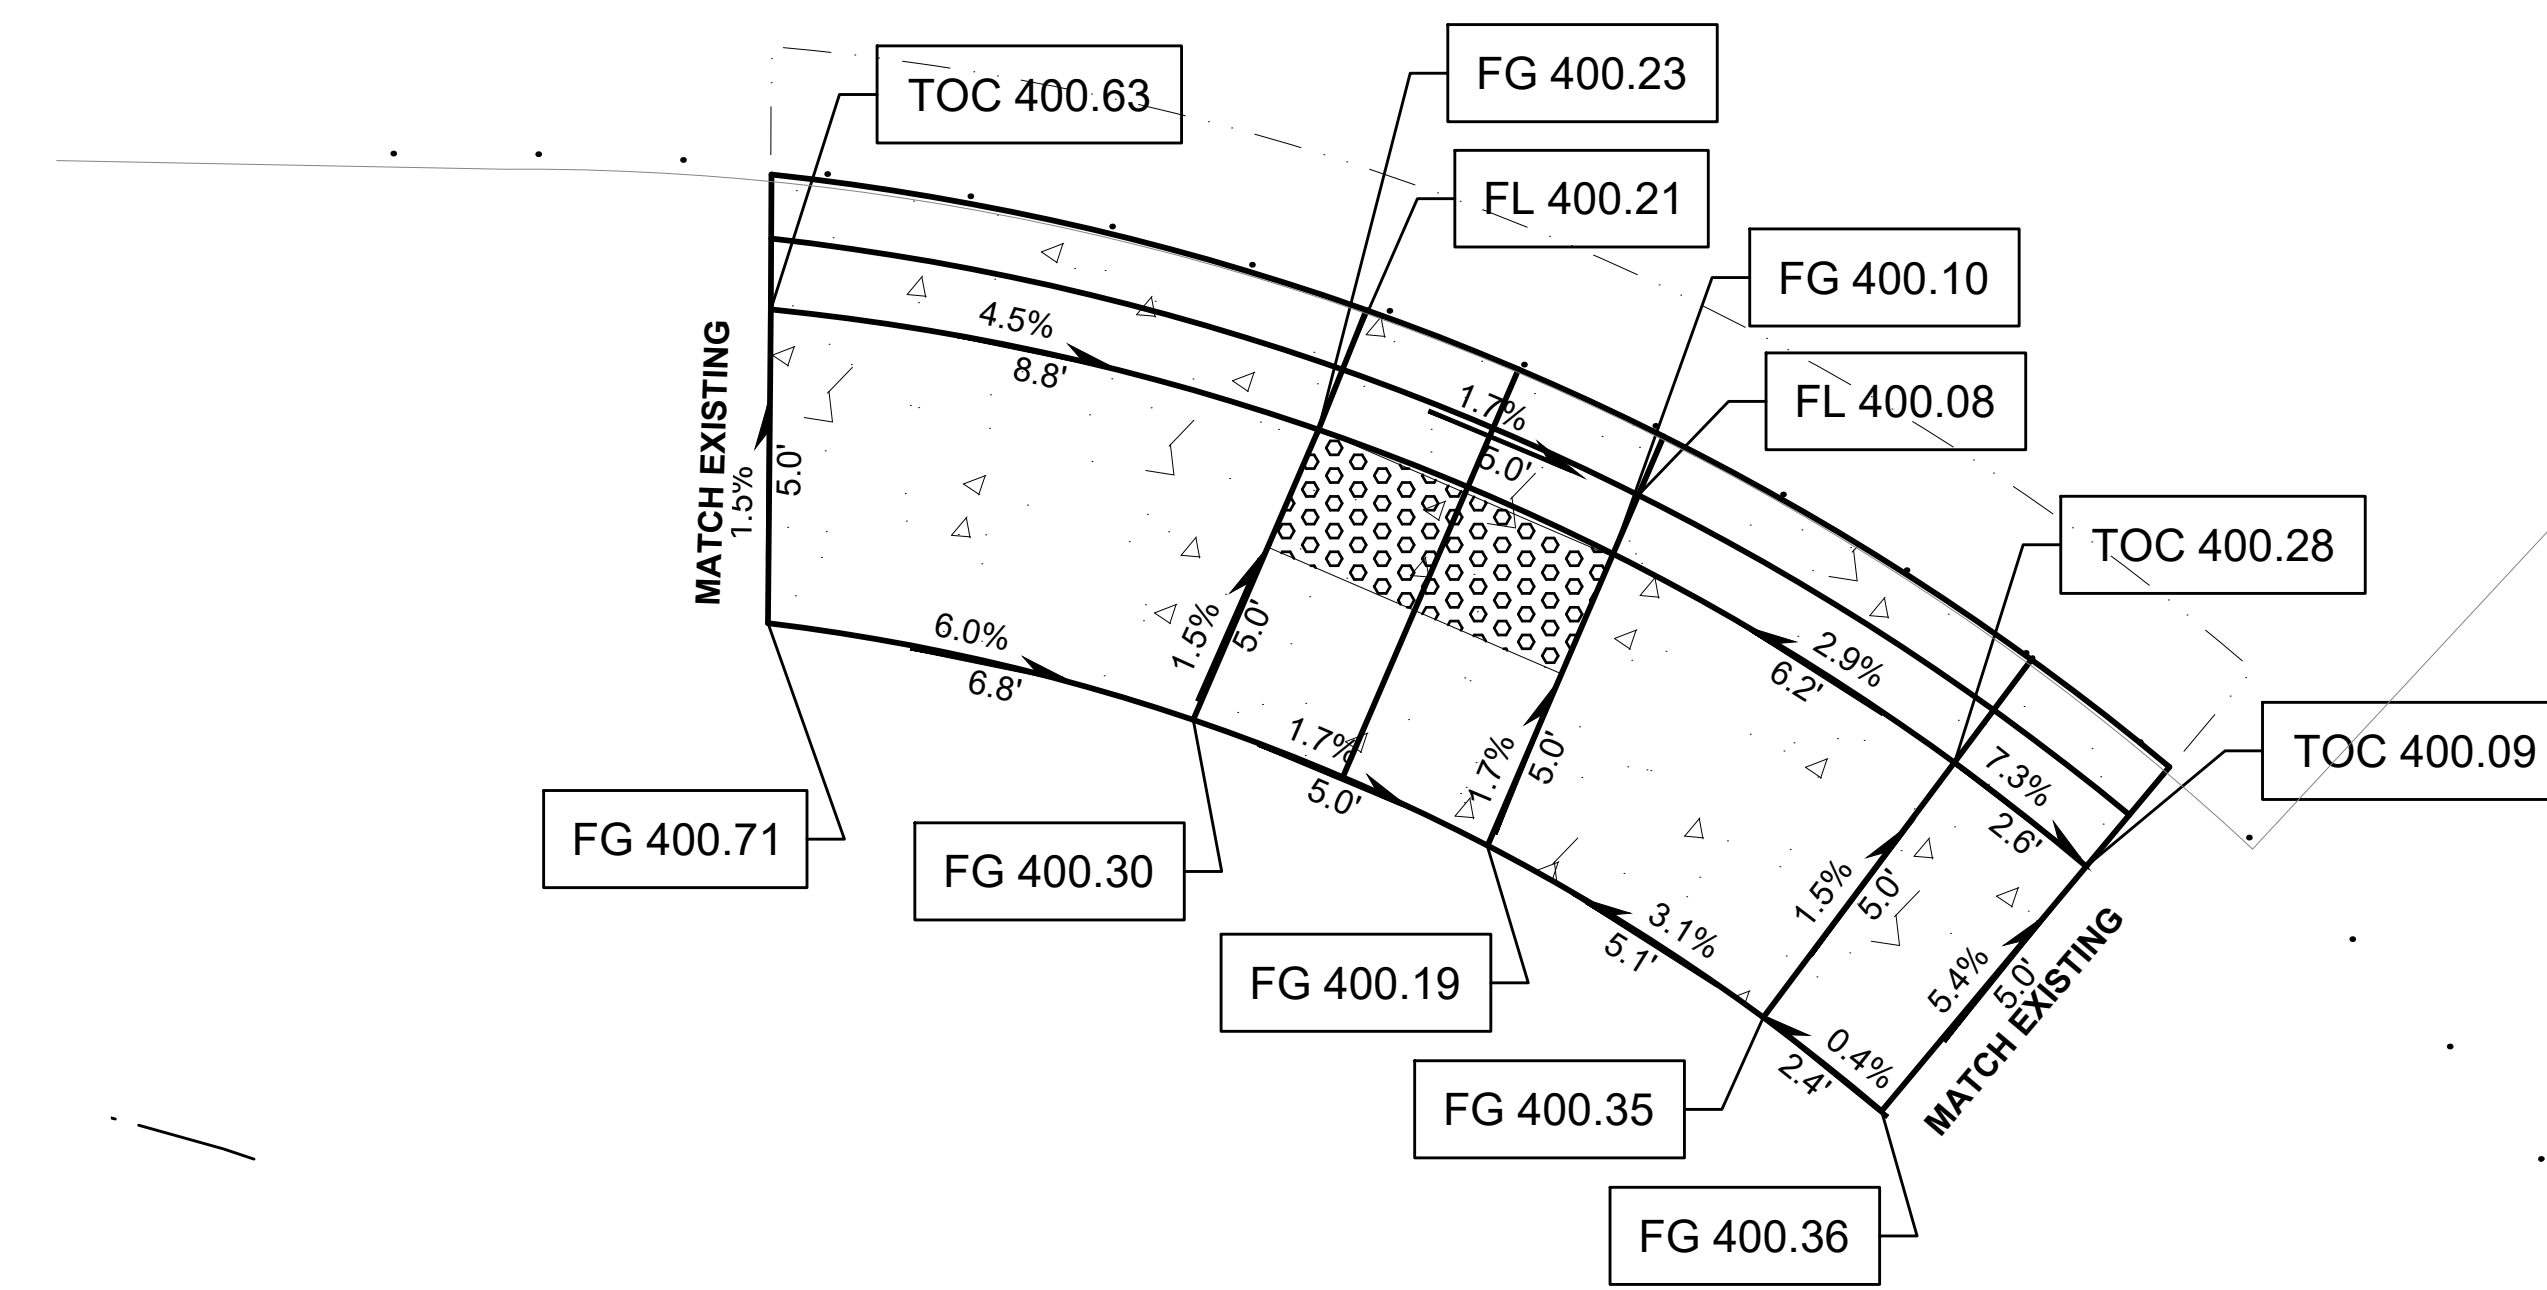 FG 400.23
TOC 400.63
FL 400.21
FG 400.10
4.5%
8.8'
FL 400.08
1.7%
5.0'
MATCH EXISTING
1.5%
5.0'
TOC 400.28
6.0%
6.8'
1.5%
5.0'
2.9%
6.2'
TOC 400.09
1.7%
5.0'
1.7%
5.0'
7.3%
2.6'
FG 400.71
FG 400.30
1.5%
5.0'
3.1%
5.1'
FG 400.19
5.4%
5.0'
MATCH EXISTING
0.4%
2.4'
FG 400.35
FG 400.36